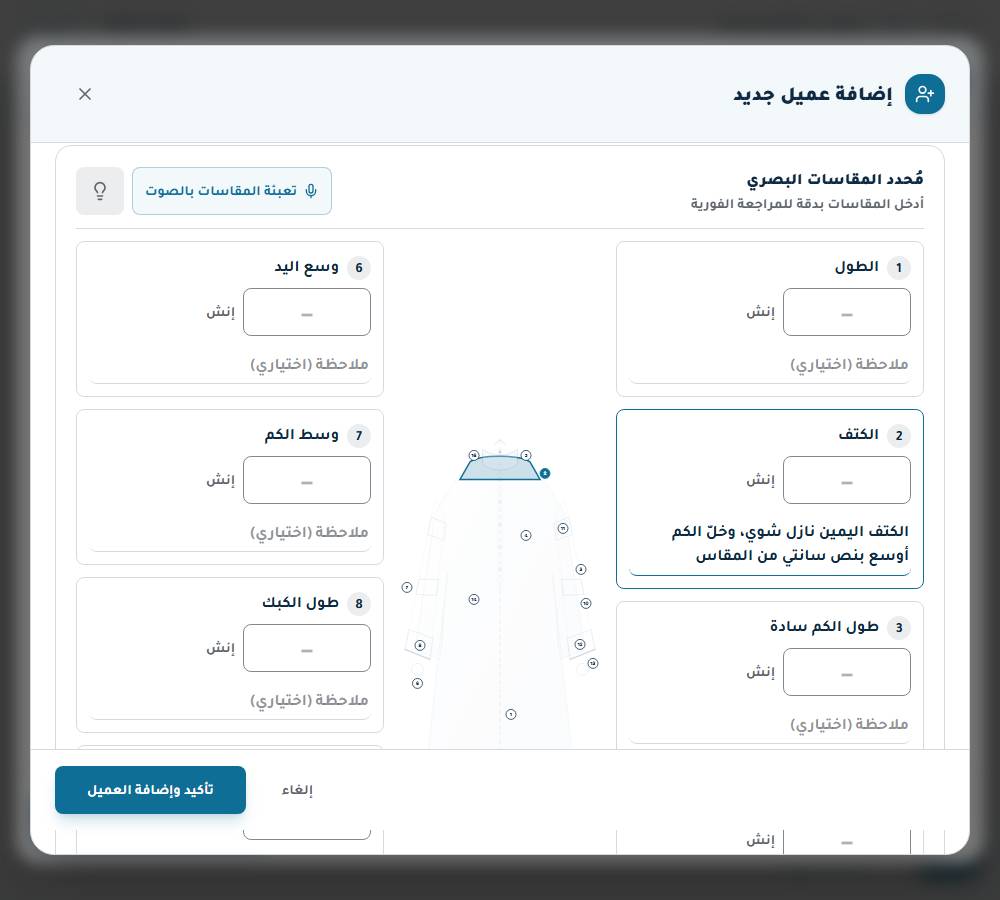 إضافة عميل جديد
مُحدد المقاسات البصري
أدخل المقاسات بدقة للمراجعة الفورية
تعبئة المقاسات بالصوت
1 الطول
–
إنش
ملاحظة (اختياري)
2 الكتف
–
إنش
الكتف اليمين نازل شوي، وخلّ الكم
أوسع بنص سانتي من المقاس
3 طول الكم سادة
–
إنش
ملاحظة (اختياري)
6 وسع اليد
–
إنش
ملاحظة (اختياري)
7 وسط الكم
–
إنش
ملاحظة (اختياري)
8 طول الكبك
–
إنش
ملاحظة (اختياري)
إلغاء
تأكيد وإضافة العميل
–
إنش